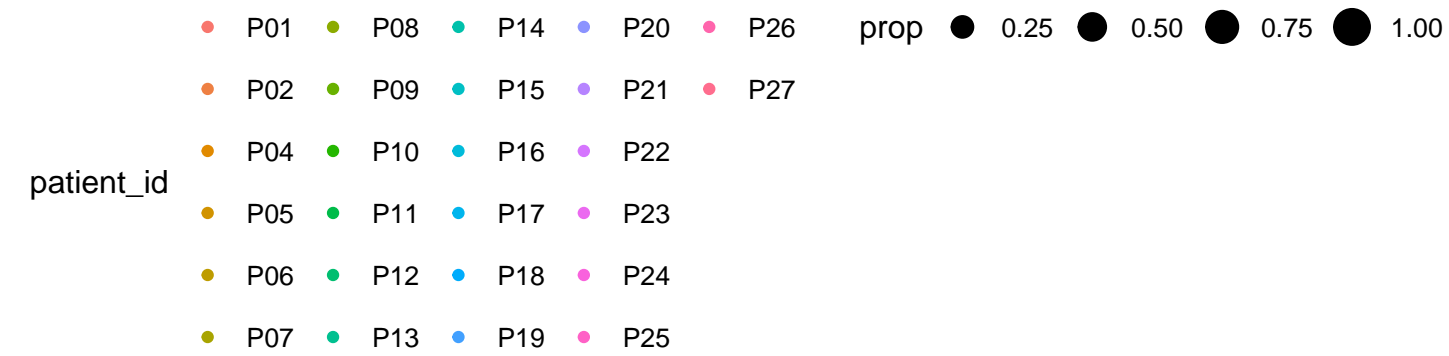 P01 P08 P14 P20 P26 prop 0.25 0.50 0.75 1.00
P02 P09 P15 P21 P27
P04 P10 P16 P22
patient_id
P05 P11 P17 P23
P06 P12 P18 P24
P07 P13 P19 P25